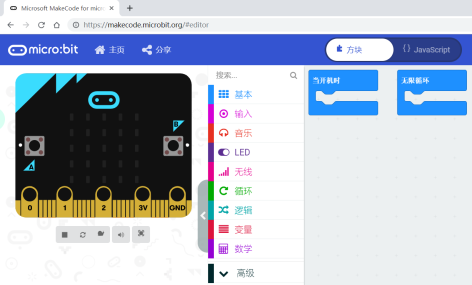 Microsoft MakeCode for micro
https://makecode.microbit.org/#editor
micro:bit
主页
分享
方块
{} JavaScript
搜索...
基本
输入
音乐
LED
无线
循环
逻辑
变量
数学
高级
当开机时
无限循环
A
B
0
1
2
3V
GND